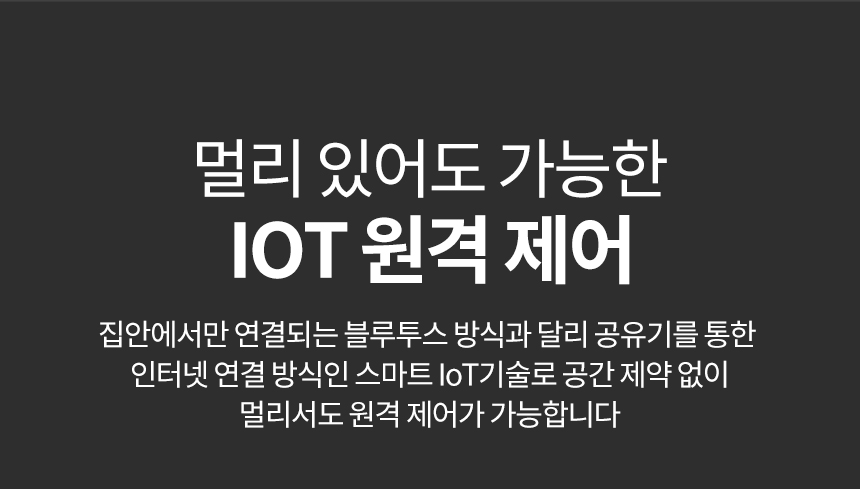 멀리 있어도 가능한
IOT 원격 제어
집안에서만 연결되는 블루투스 방식과 달리 공유기를 통한
인터넷 연결 방식인 스마트 IoT기술로 공간 제약 없이
멀리서도 원격 제어가 가능합니다